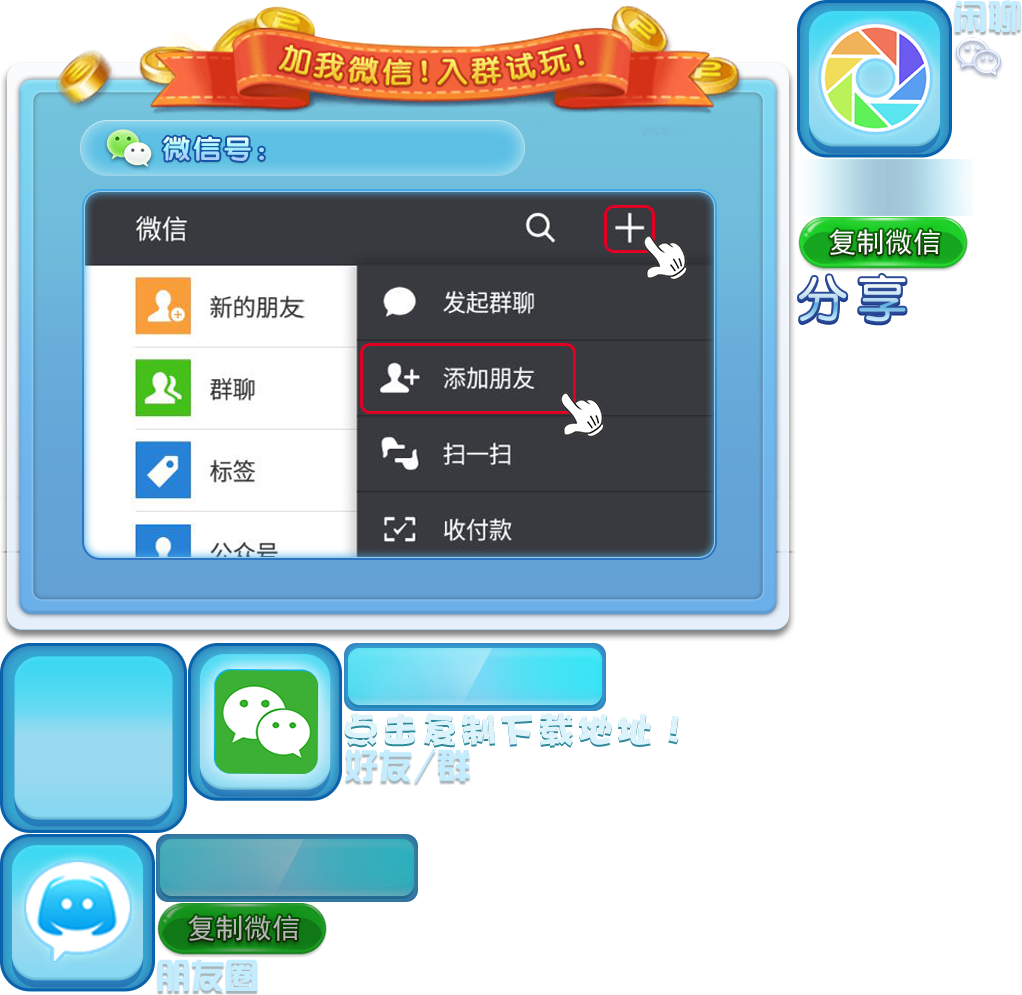 加我微信！入群试玩！
微信号：
微信
新的朋友
群聊
标签
公众号
发起群聊
添加朋友
扫一扫
收付款
闲聊
复制微信
分享
点击复制下载地址！
好友/群
复制微信
朋友圈